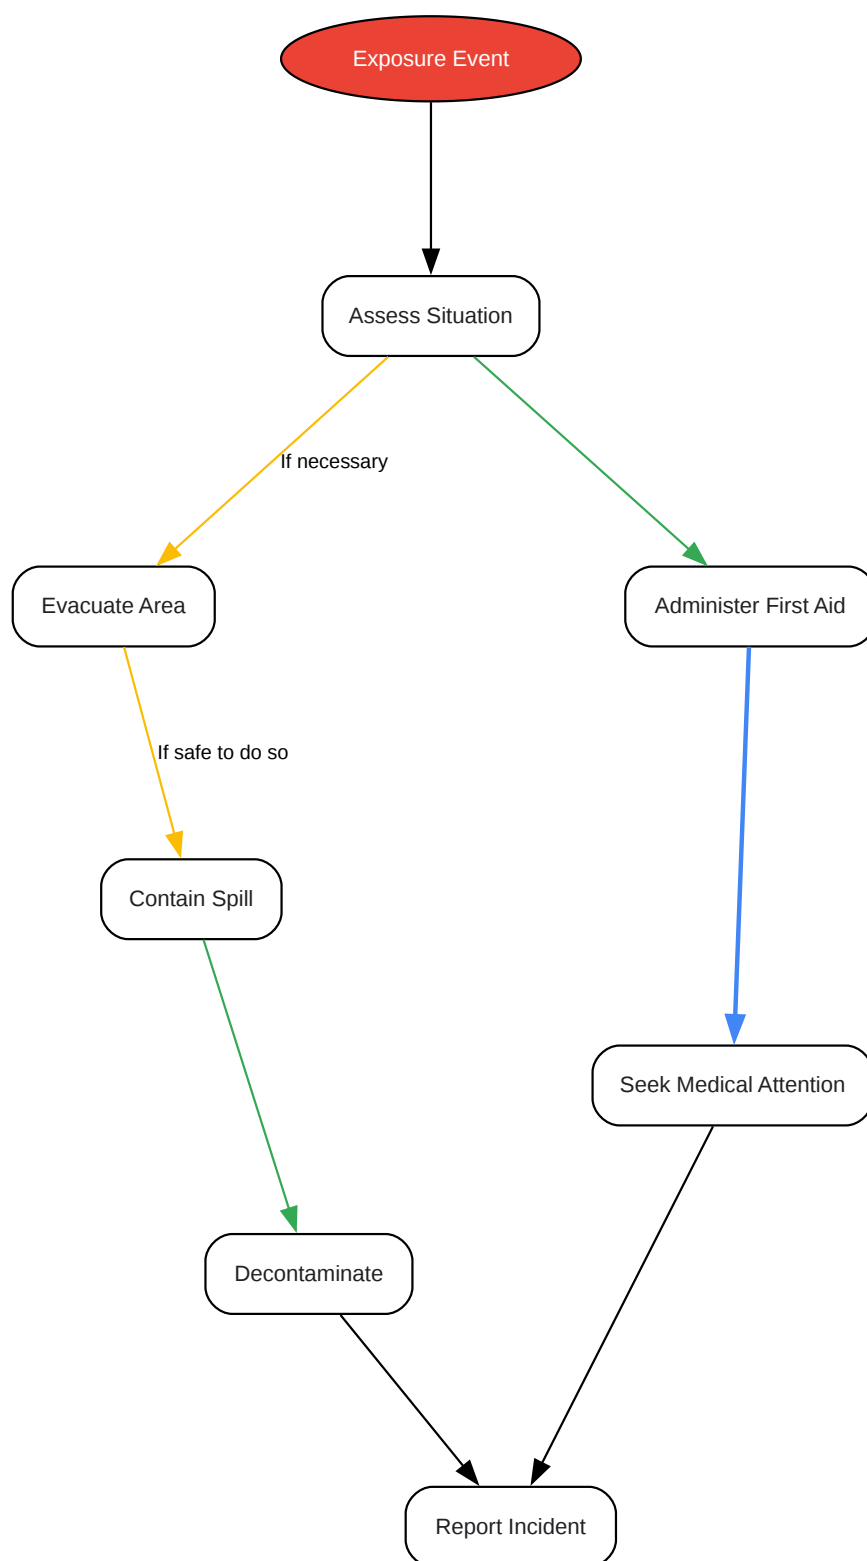 Exposure Event
Assess Situation
If necessary
Evacuate Area
Administer First Aid
If safe to do so
Contain Spill
Seek Medical Attention
Decontaminate
Report Incident